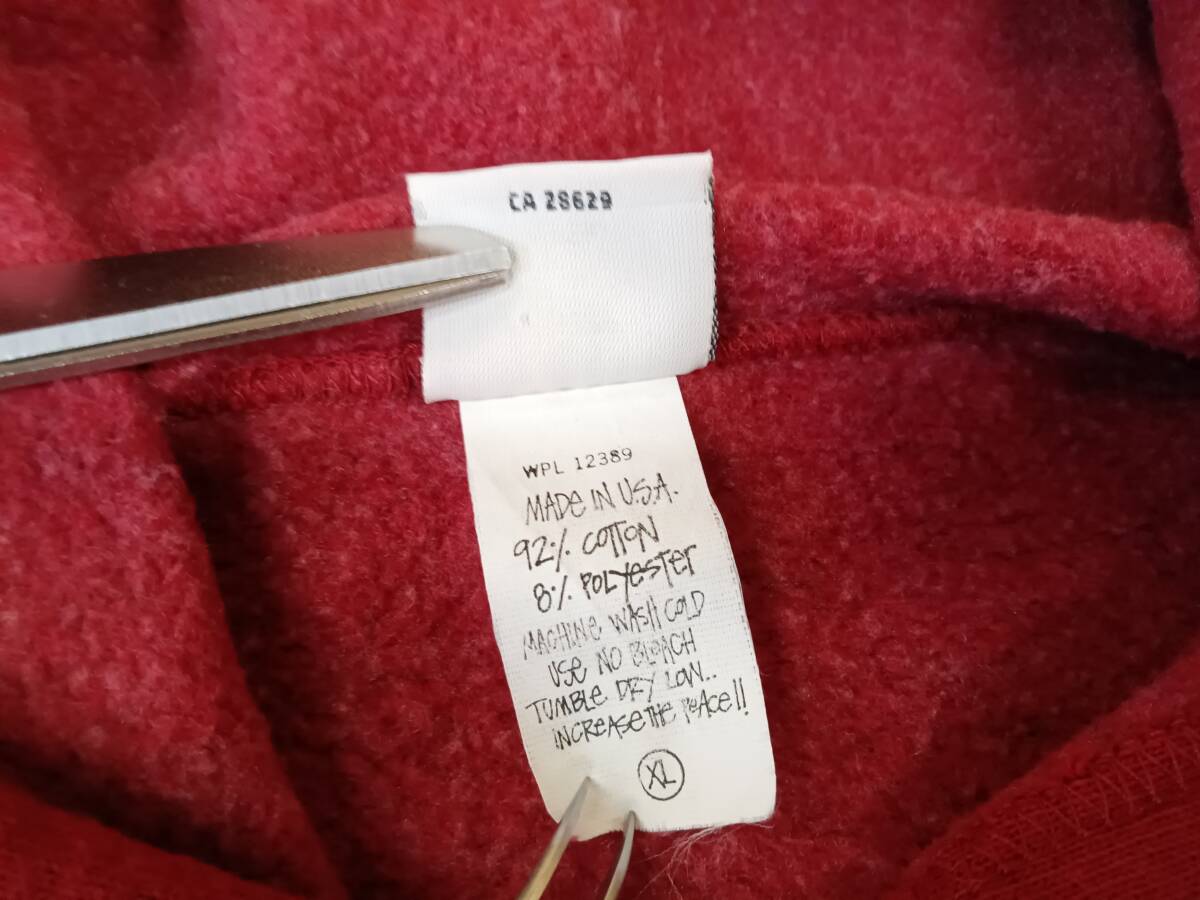 CA 28629
WPL 12389
MADE IN U.S.A.
92% COTTON
8% POLYESTER
MACHINE WASH COLD
USE NO BLEACH
TUMBLE DRY LOW..
INCREASE THE PEACE!!
XL